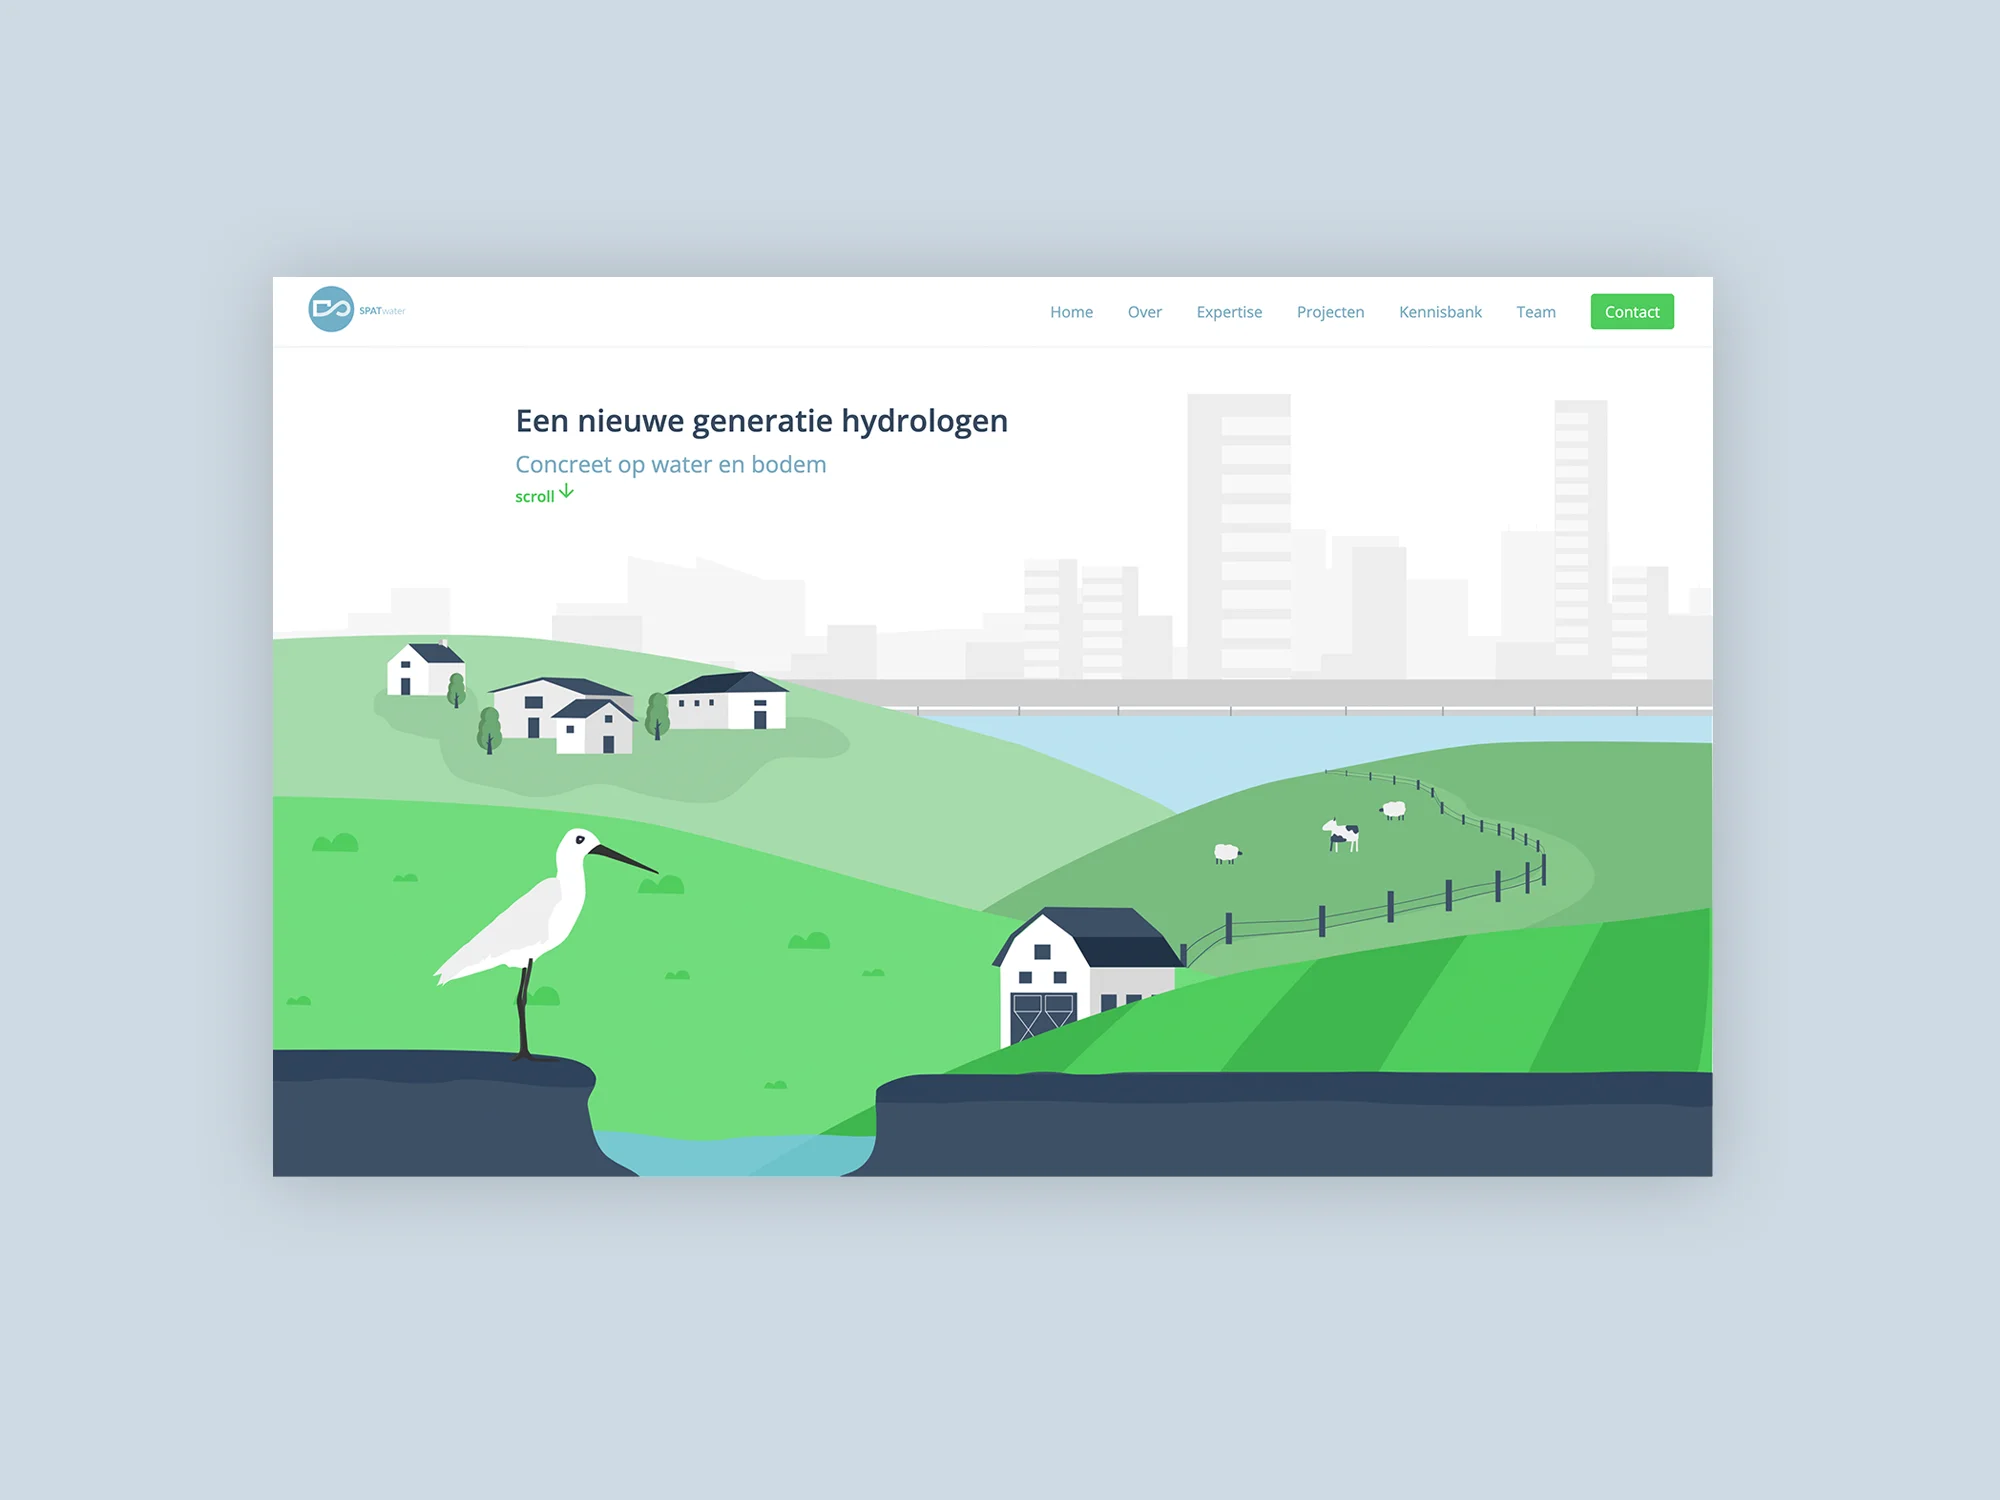 SPATwater
Home Over Expertise Projecten Kennisbank Team Contact
Een nieuwe generatie hydrologen
Concreet op water en bodem
scroll